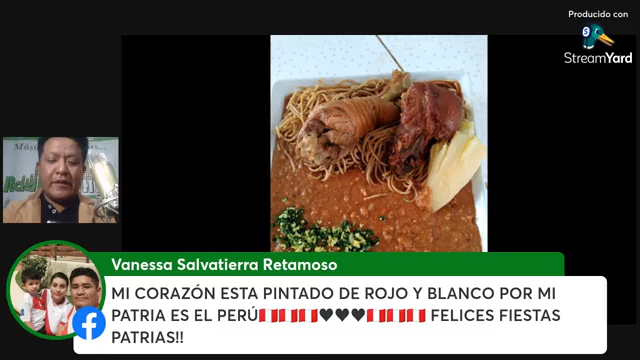 Producido con
StreamYard
Vanessa Salvatierra Retamoso
MI CORAZÓN ESTA PINTADO DE ROJO Y BLANCO POR MI
PATRIA ES EL PERÚ🇵🇪🇵🇪🇵🇪🇵🇪🖤🖤🖤🇵🇪🇵🇪🇵🇪🇵🇪 FELICES FIESTAS
PATRIAS!!